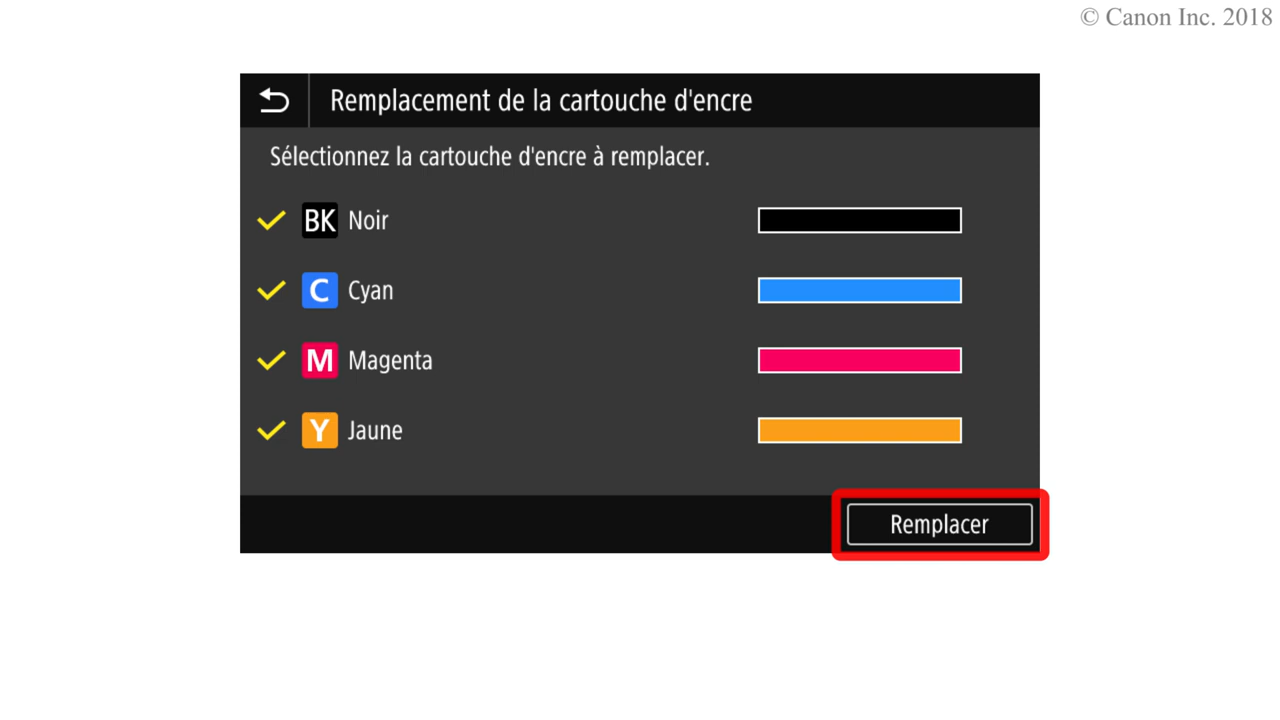 © Canon Inc. 2018
Remplacement de la cartouche d'encre
Sélectionnez la cartouche d'encre à remplacer.
BK Noir
C Cyan
M Magenta
Y Jaune
Remplacer